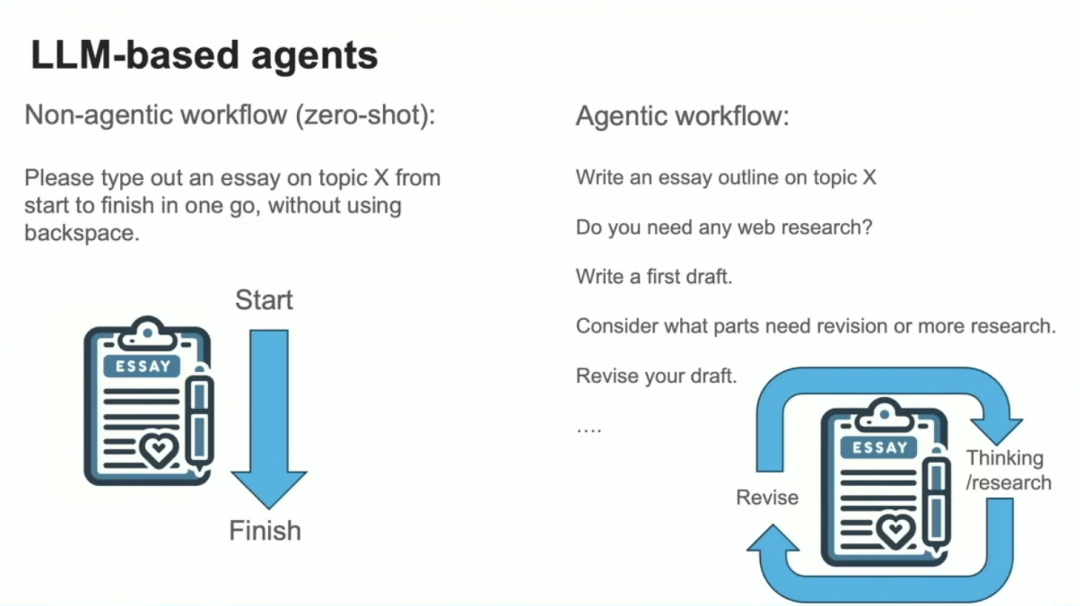 LLM-based agents
Non-agentic workflow (zero-shot):
Please type out an essay on topic X from
start to finish in one go, without using
backspace.
Start
ESSAY
Finish
Agentic workflow:
Write an essay outline on topic X
Do you need any web research?
Write a first draft.
Consider what parts need revision or more research.
Revise your draft.
....
ESSAY
Thinking
/research
Revise